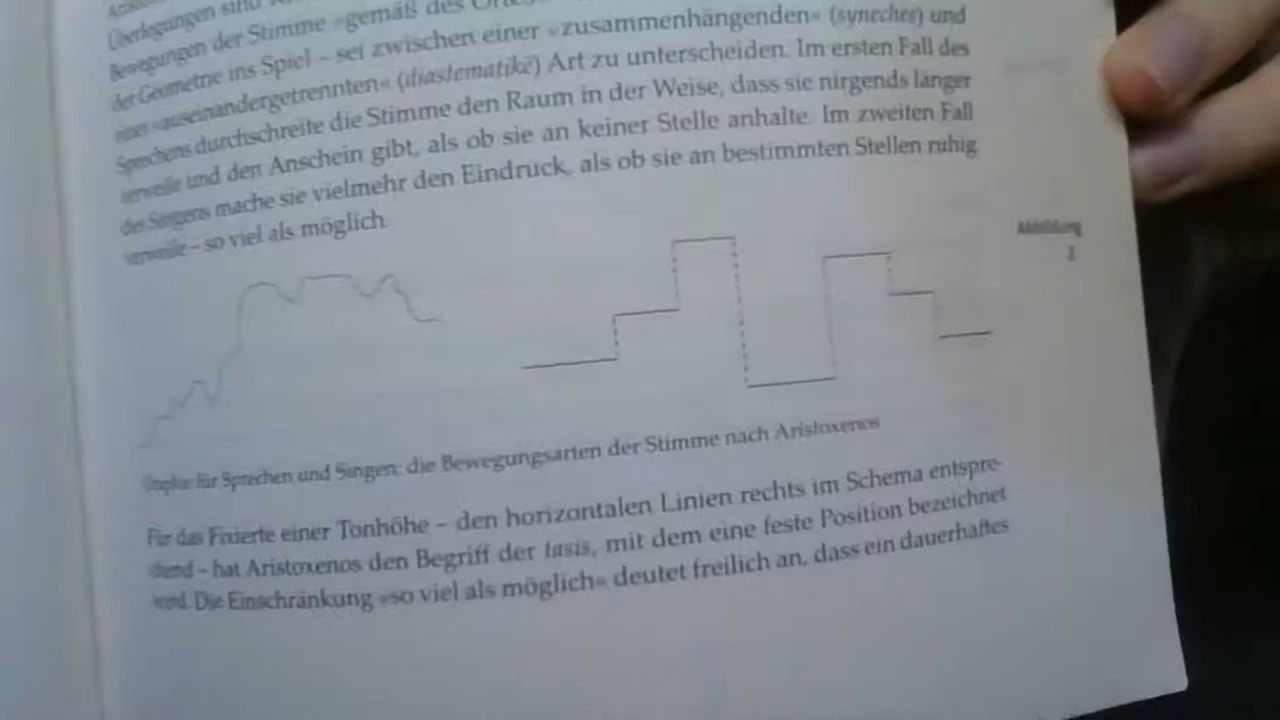 Überlegungen sind
Bewegungen der Stimme »gemäß des
der Geometrie ins Spiel – sei zwischen einer »zusammenhängenden« (synecher) und
einer »auseinandergetrennten« (diastematikē) Art zu unterscheiden. Im ersten Fall des
Sprechens durchschreite die Stimme den Raum in der Weise, dass sie nirgends länger
verweile und den Anschein gibt, als ob sie an keiner Stelle anhalte. Im zweiten Fall
des Singens mache sie vielmehr den Eindruck, als ob sie an bestimmten Stellen ruhig
verweile – so viel als möglich.
Abbildung
für Sprechen und Singen: die Bewegungsarten der Stimme nach Aristoxenos
Für das Fixierte einer Tonhöhe – den horizontalen Linien rechts im Schema entspre-
chend – hat Aristoxenos den Begriff der tasis, mit dem eine feste Position bezeichnet
wird. Die Einschränkung »so viel als möglich« deutet freilich an, dass ein dauerhaftes